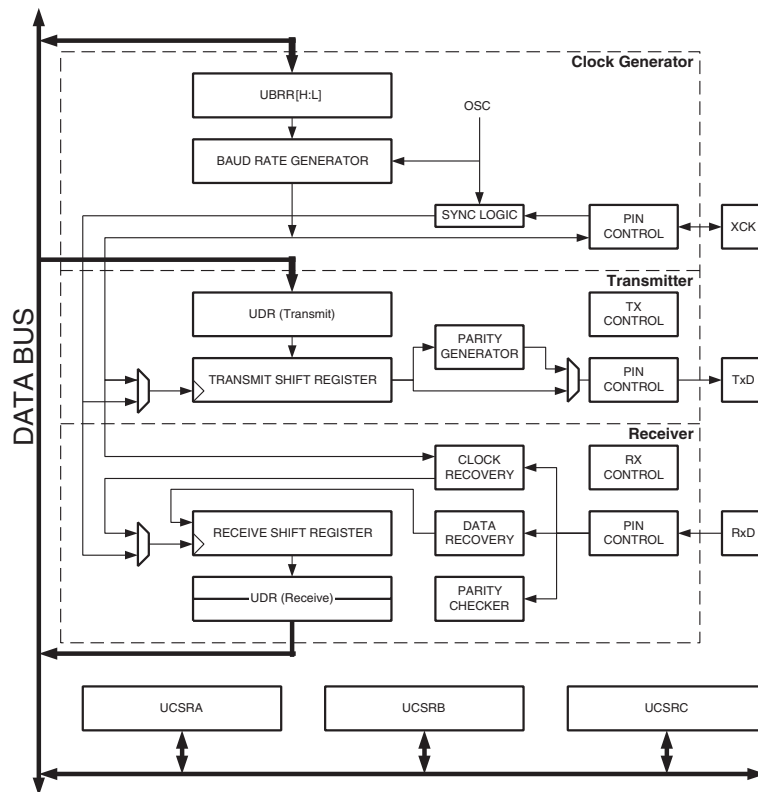 Clock Generator
UBRR[H:L]
OSC
BAUD RATE GENERATOR
SYNC LOGIC
PIN
CONTROL
XCK
DATA BUS
Transmitter
UDR (Transmit)
TX
CONTROL
PARITY
GENERATOR
TRANSMIT SHIFT REGISTER
PIN
CONTROL
TxD
Receiver
CLOCK
RECOVERY
RX
CONTROL
RECEIVE SHIFT REGISTER
DATA
RECOVERY
PIN
CONTROL
RxD
UDR (Receive)
PARITY
CHECKER
UCSRA
UCSRB
UCSRC